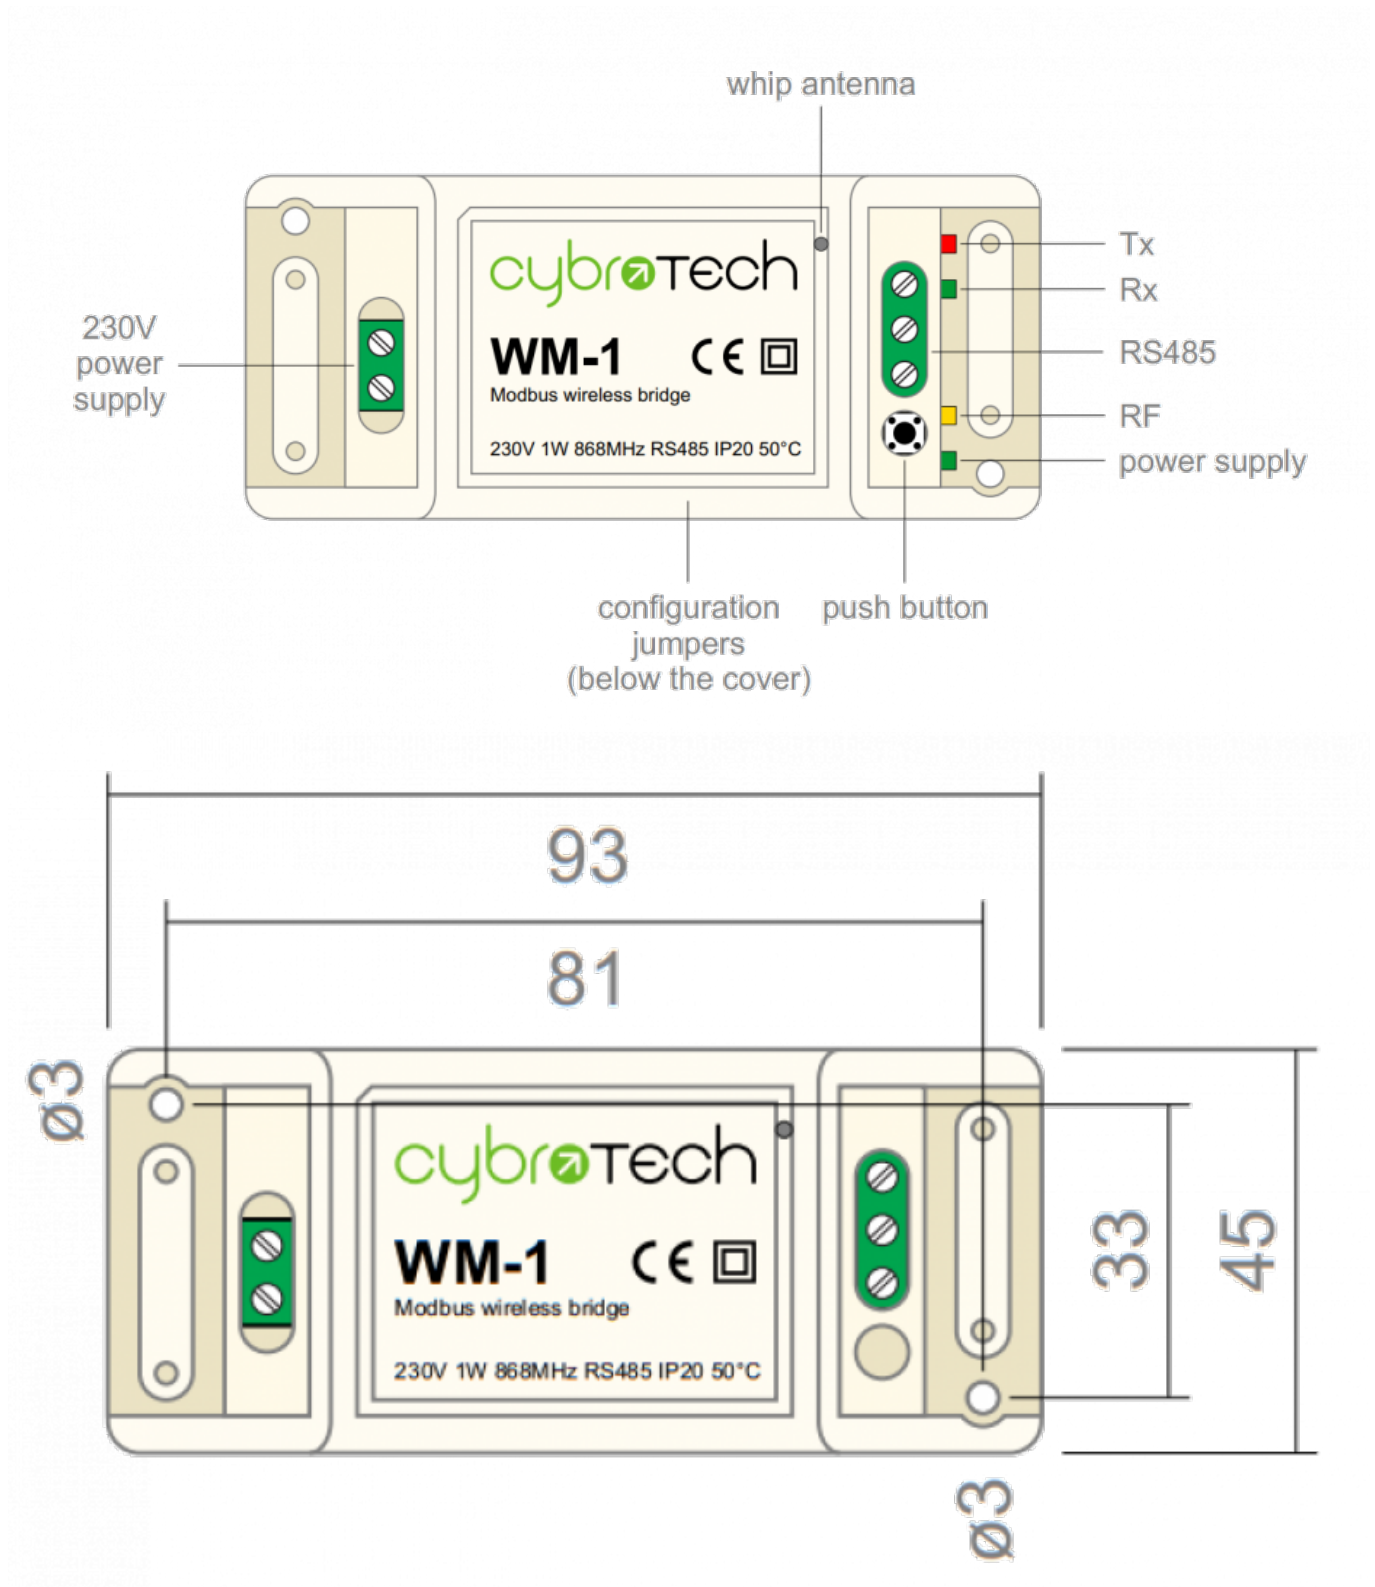 whip antenna
cybroTech
WM-1 CE
Modbus wireless bridge
230V 1W 868MHz RS485 IP20 50°C
230V
power
supply
Tx
Rx
RS485
RF
power supply
configuration
jumpers
(below the cover)
push button
93
81
ø3
cybroTech
WM-1 CE
Modbus wireless bridge
230V 1W 868MHz RS485 IP20 50°C
33
45
ø3